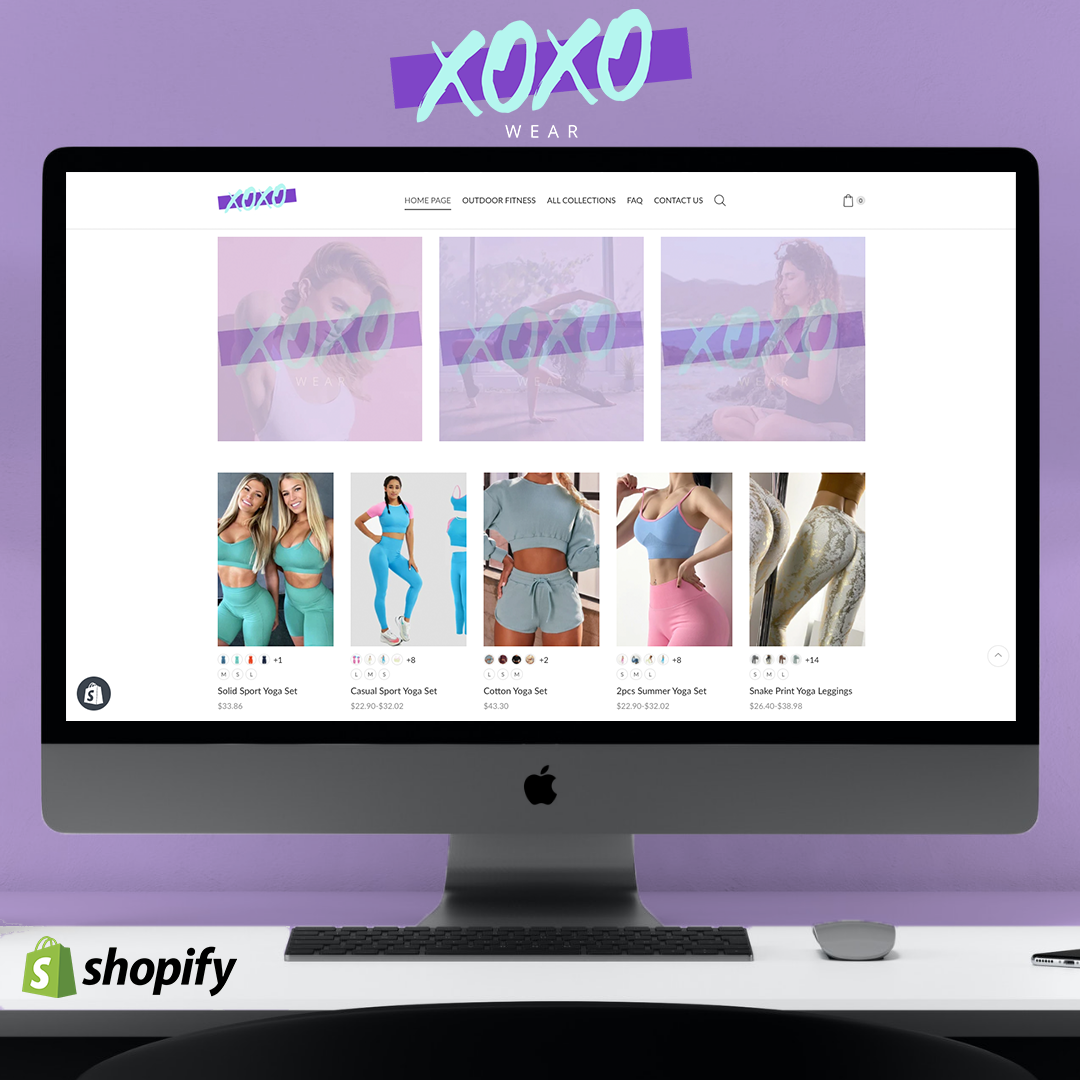 XOXO
WEAR
XOXO
HOME PAGE OUTDOOR FITNESS ALL COLLECTIONS FAQ CONTACT US 0
XOXO XOXO XOXO
WEAR WEAR WEAR
+1 +8 +2 +8 +14
M S L L M S L S M S M L S M L
Solid Sport Yoga Set Casual Sport Yoga Set Cotton Yoga Set 2pcs Summer Yoga Set Snake Print Yoga Leggings
$33.86 $22.90-$32.02 $43.30 $22.90-$32.02 $26.40-$38.98
S
S shopify